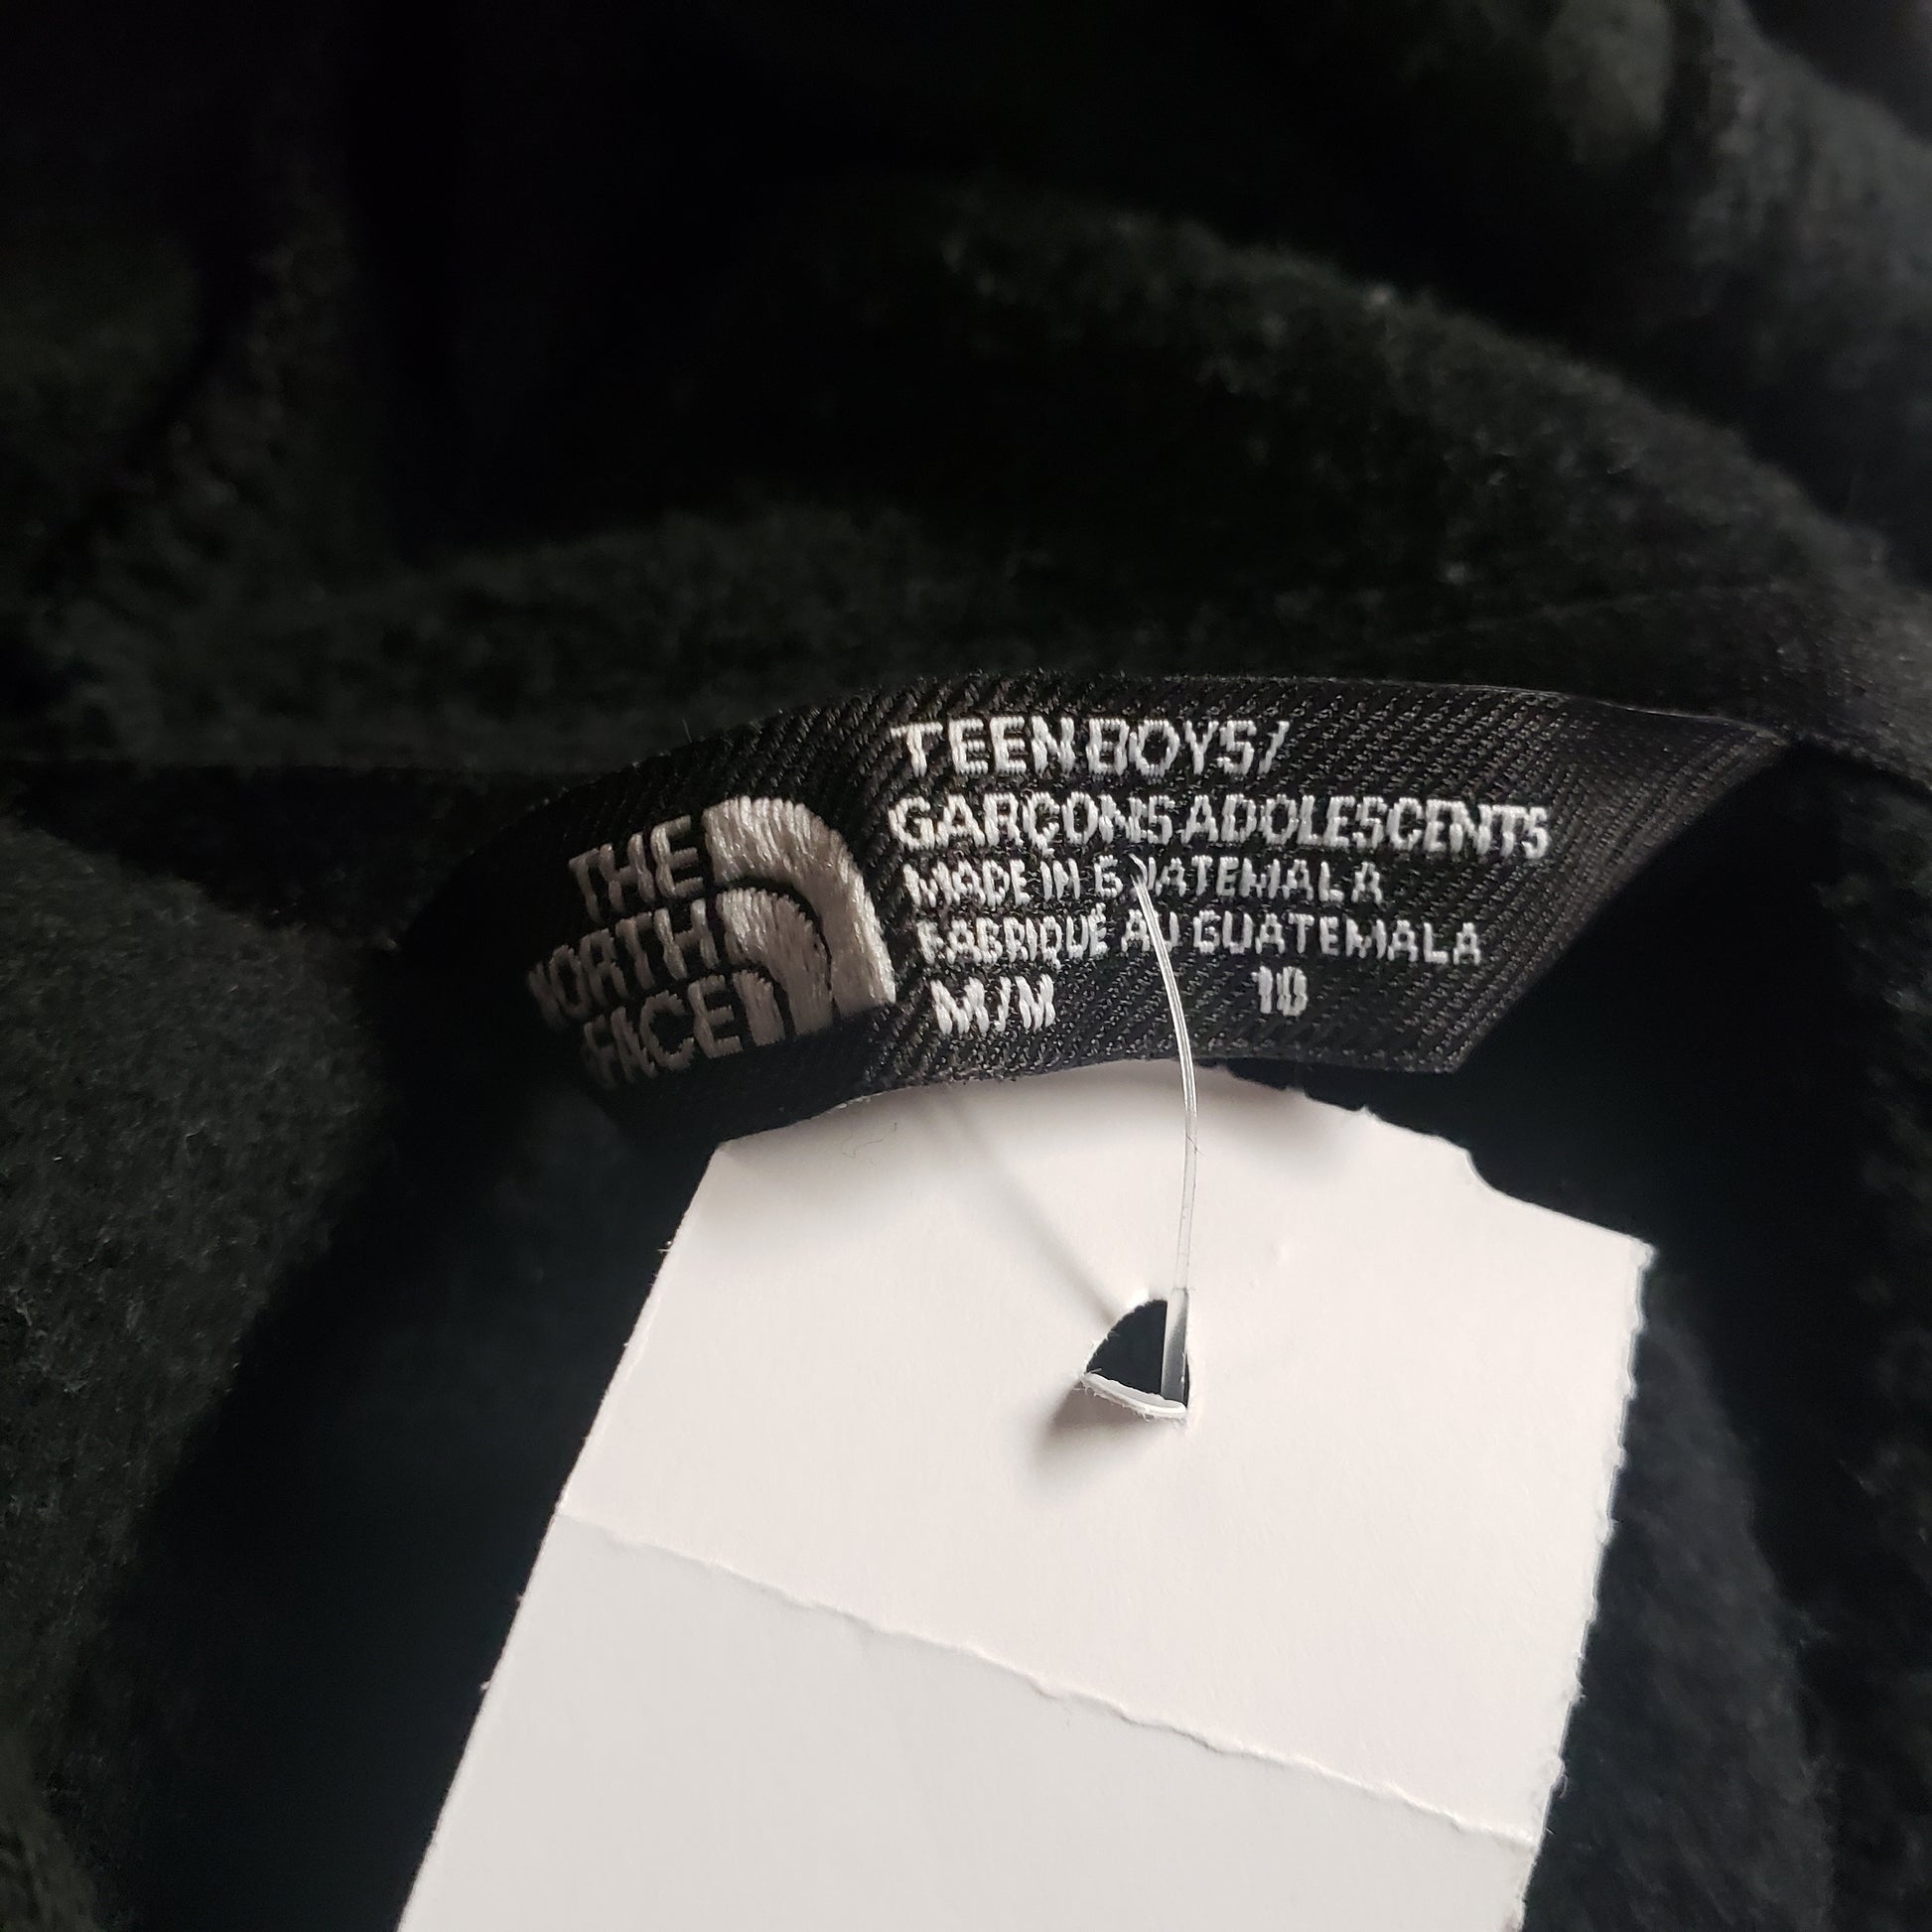 THE
NORTH
FACE
TEEN BOYS/
GARÇONS ADOLESCENTS
MADE IN GUATEMALA
FABRIQUÉ AU GUATEMALA
M/M 10